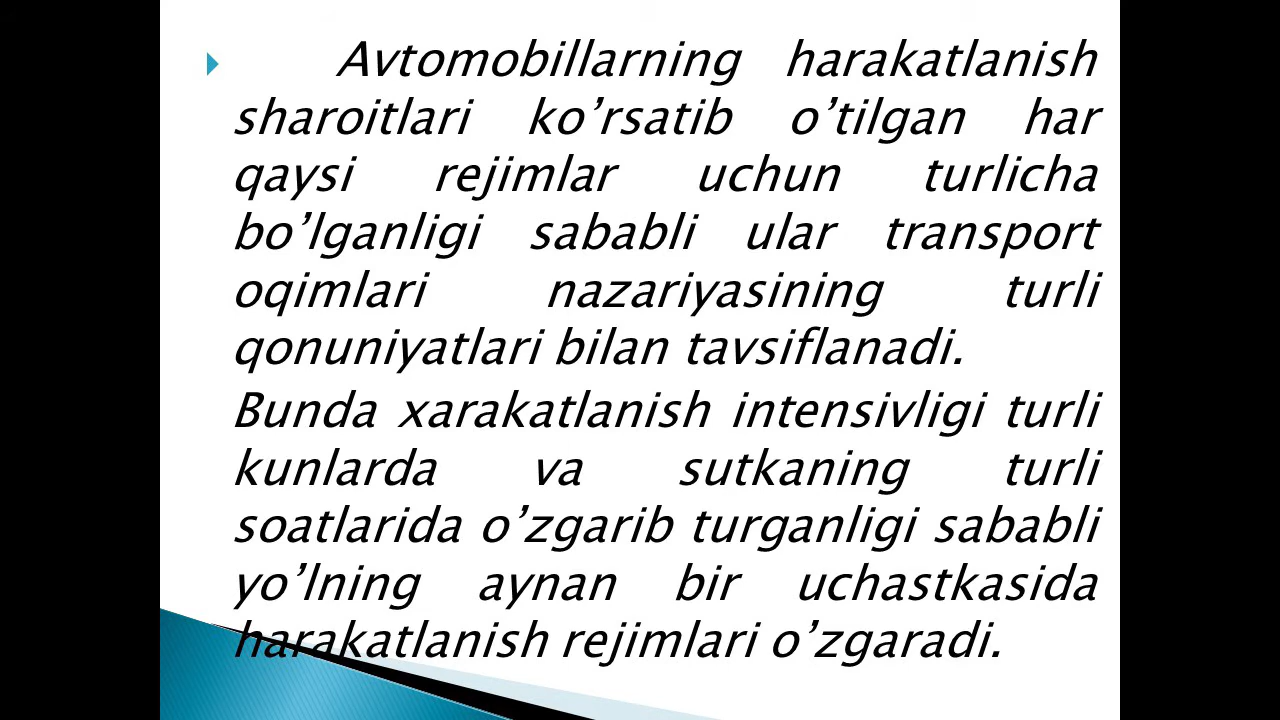 Avtomobillarning harakatlanish
sharoitlari ko’rsatib o’tilgan har
qaysi rejimlar uchun turlicha
bo’lganligi sababli ular transport
oqimlari nazariyasining turli
qonuniyatlari bilan tavsiflanadi.
Bunda xarakatlanish intensivligi turli
kunlarda va sutkaning turli
soatlarida o’zgarib turganligi sababli
yo’lning aynan bir uchastkasida
harakatlanish rejimlari o’zgaradi.